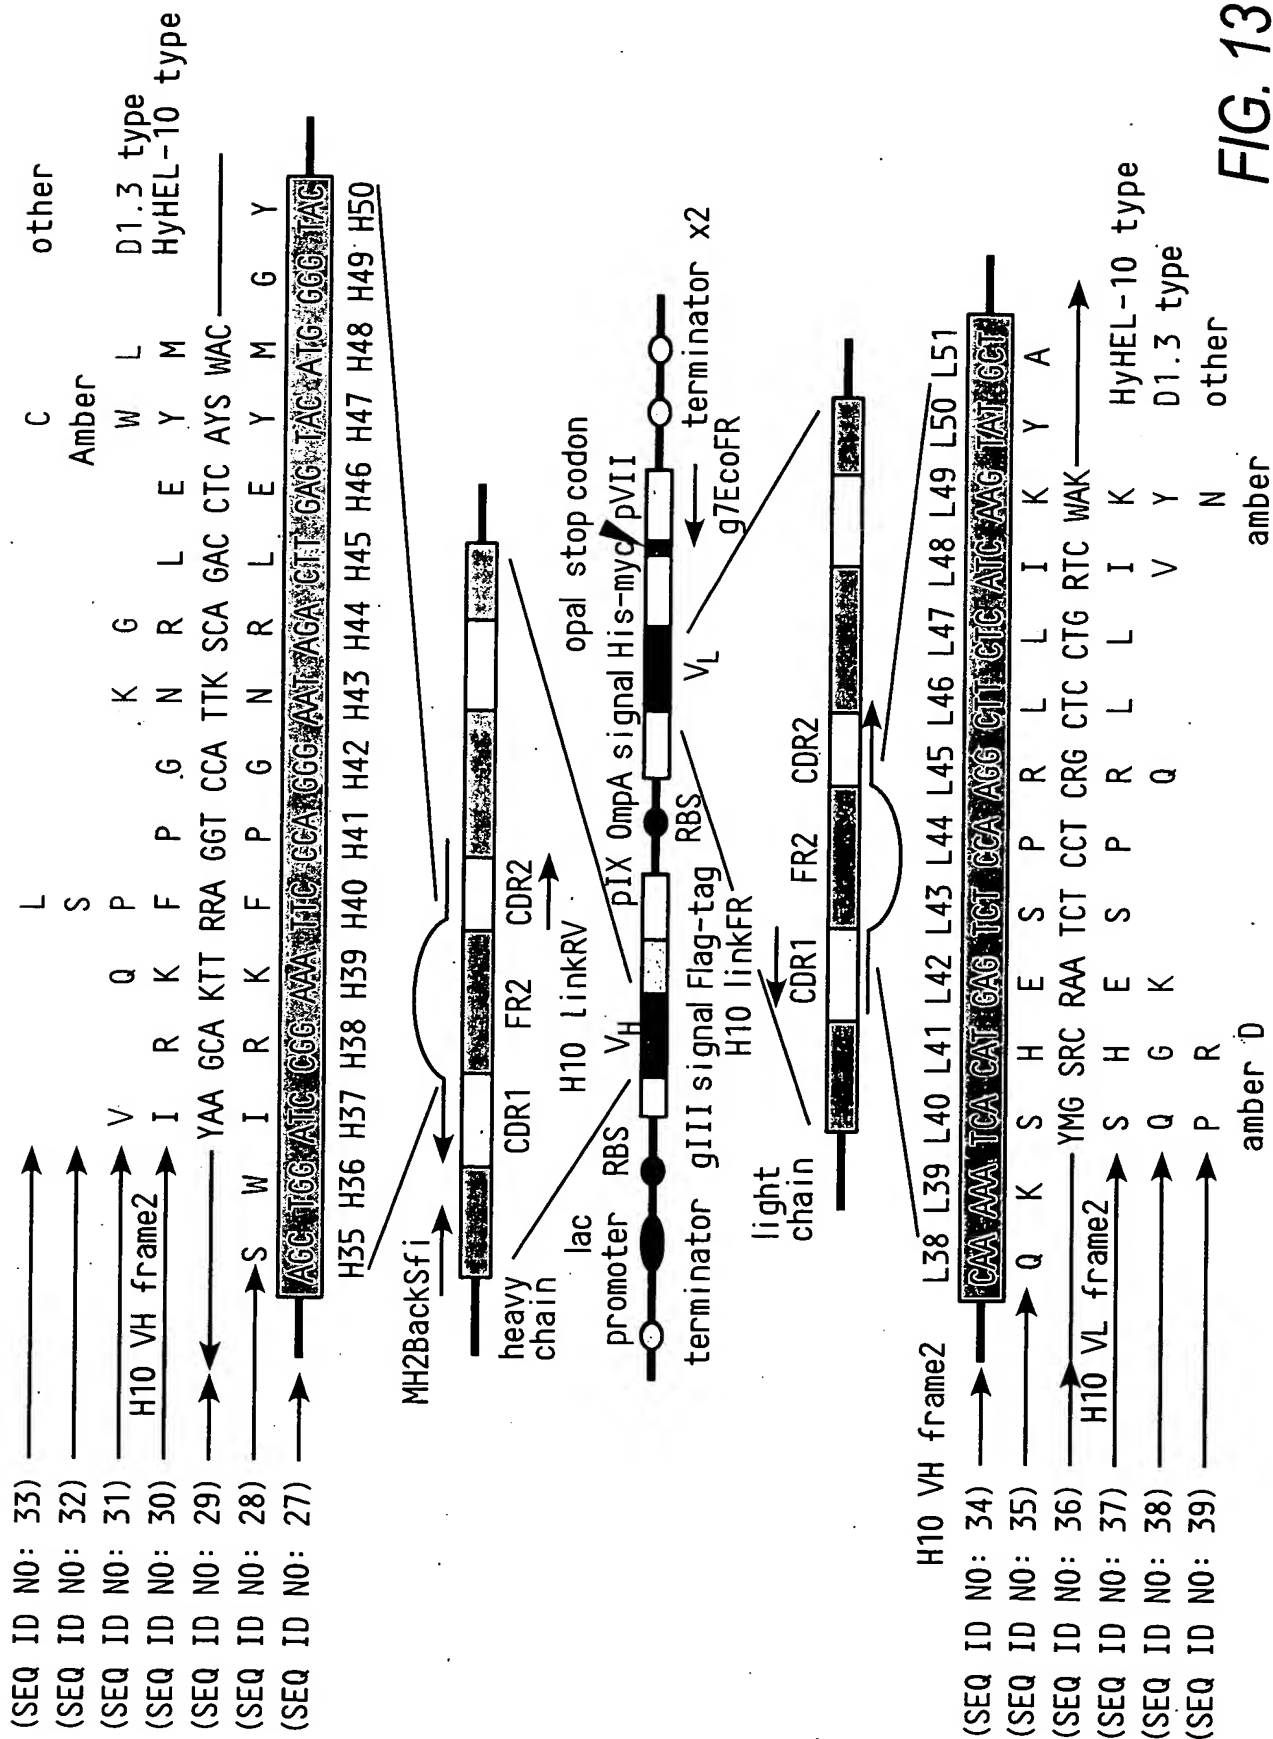 (SEQ ID NO: 33) L C other
(SEQ ID NO: 32) S Amber
(SEQ ID NO: 31) V Q P K G W L D1.3 type
H10 VH frame2
(SEQ ID NO: 30) I R K F P G N R L E Y M HyHEL-10 type
(SEQ ID NO: 29) YAA GCA KTT RRA GGT CCA TTK SCA GAC CTC AYS WAC
(SEQ ID NO: 28) S W I R K F P G N R L E Y M G Y
(SEQ ID NO: 27) AGC TGG ATC CGG AAA TTC CCA GGG AAT AGA CTT GAG TAC ATG GGG TAC
H35 H36 H37 H38 H39 H40 H41 H42 H43 H44 H45 H46 H47 H48 H49 H50
MH2BackSfi
CDR1 FR2 CDR2
heavy chain
H10 LinkRV
lac promoter
RBS
VH
pIX OmpA signal His-myc pVII
opal stop codon
terminator gIII signal Flag-tag
RBS
VL
g7EcoFR
terminator x2
H10 linkFR
light chain
CDR1 FR2 CDR2
H10 VH frame2
L38 L39 L40 L41 L42 L43 L44 L45 L46 L47 L48 L49 L50 L51
(SEQ ID NO: 34) CAA AAA TCA CAT GAG TCT CCA AGG CTT CTC ATC AAG TAT GCT
(SEQ ID NO: 35) Q K S H E S P R L L I K Y A
(SEQ ID NO: 36) YMG SRC RAA TCT CCT CRG CTC CTG RTC WAK
H10 VL frame2
(SEQ ID NO: 37) S H E S P R L L I K HyHEL-10 type
(SEQ ID NO: 38) Q G K Q V Y D1.3 type
(SEQ ID NO: 39) P R N other
amber D amber
FIG. 13